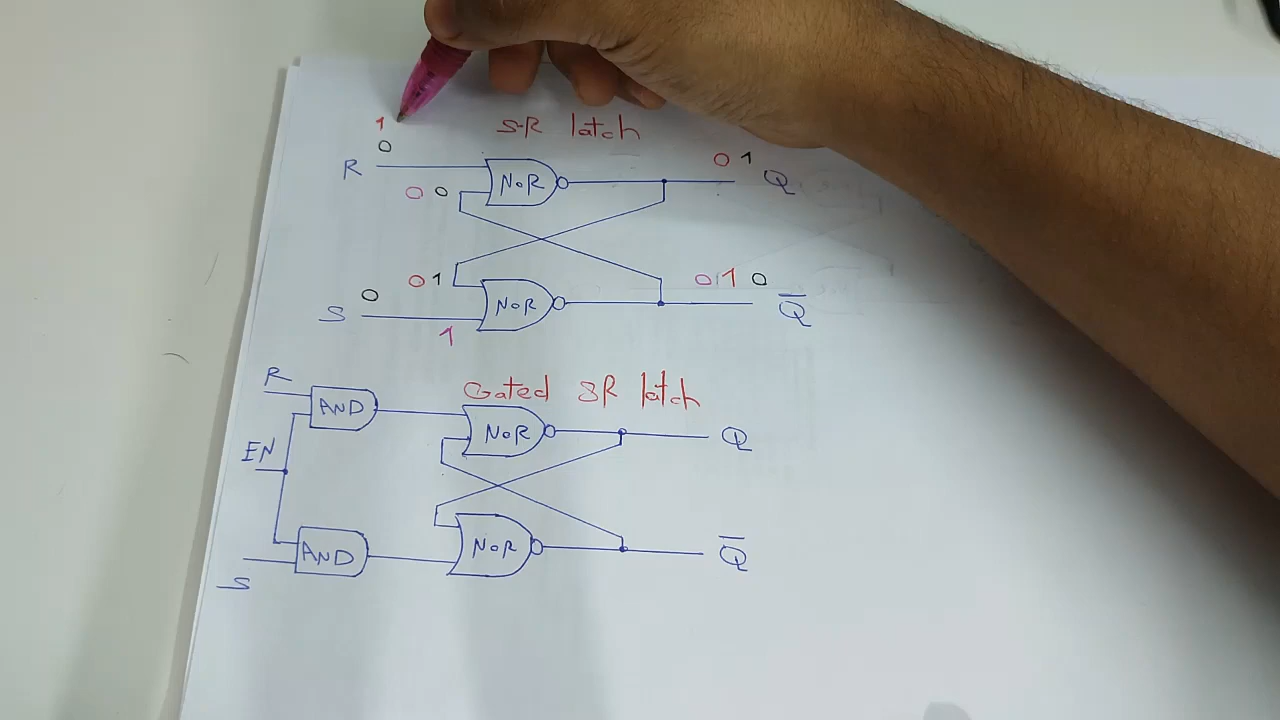 1
S-R latch
0
0 1
R
NOR
Q
0 0
0 1
0 1 0
0
NOR
Q̅
S
1
R
Gated SR latch
AND
NOR
Q
EN
AND
NOR
Q̅
S